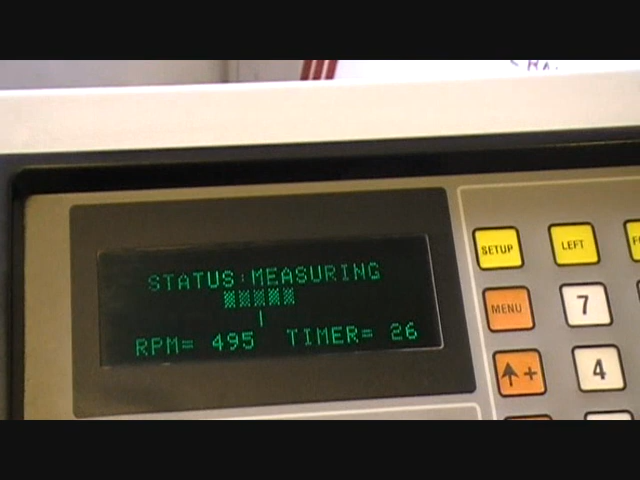 STATUS:MEASURING
RPM= 495 TIMER= 26
SETUP
LEFT
MENU
7
+
4